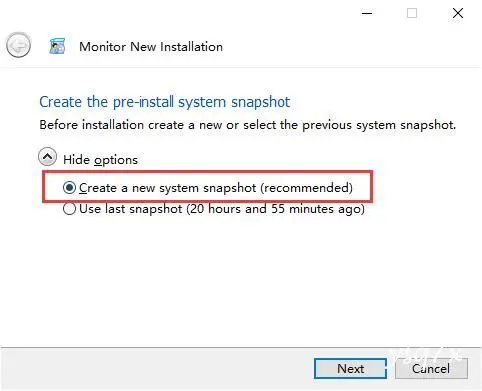 Monitor New Installation
Create the pre-install system snapshot
Before installation create a new or select the previous system snapshot.
Hide options
Create a new system snapshot (recommended)
Use last snapshot (20 hours and 55 minutes ago)
Next
Cancel